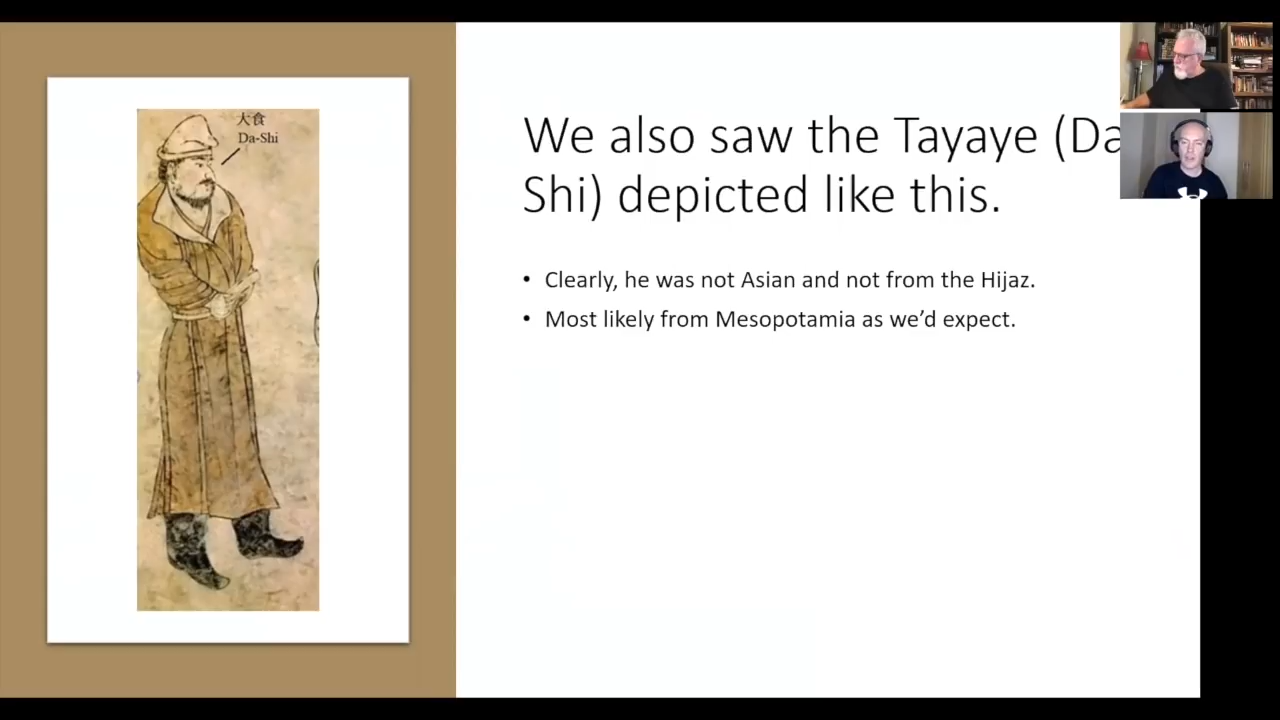 大食
Da-Shi
We also saw the Tayaye (Da
Shi) depicted like this.
• Clearly, he was not Asian and not from the Hijaz.
• Most likely from Mesopotamia as we'd expect.